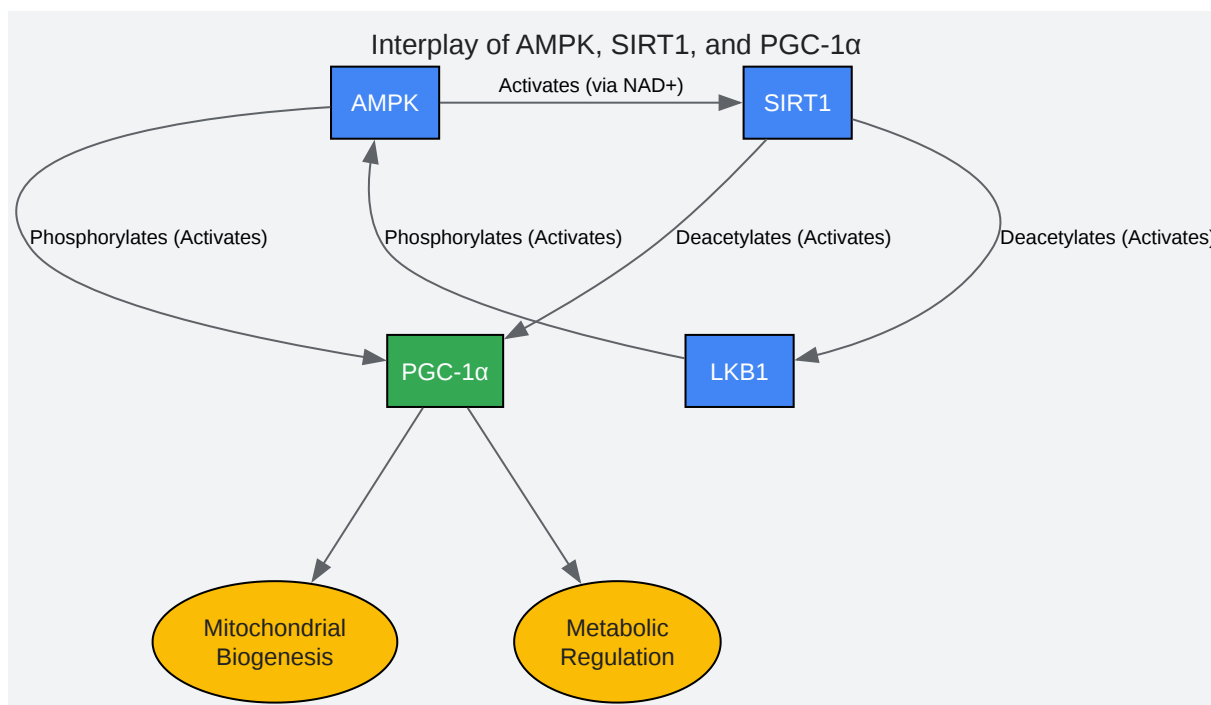 Interplay of AMPK, SIRT1, and PGC-1α
Activates (via NAD+)
AMPK
SIRT1
Phosphorylates (Activates)
Phosphorylates (Activates)
Deacetylates (Activates)
Deacetylates (Activates)
PGC-1α
LKB1
Mitochondrial
Biogenesis
Metabolic
Regulation